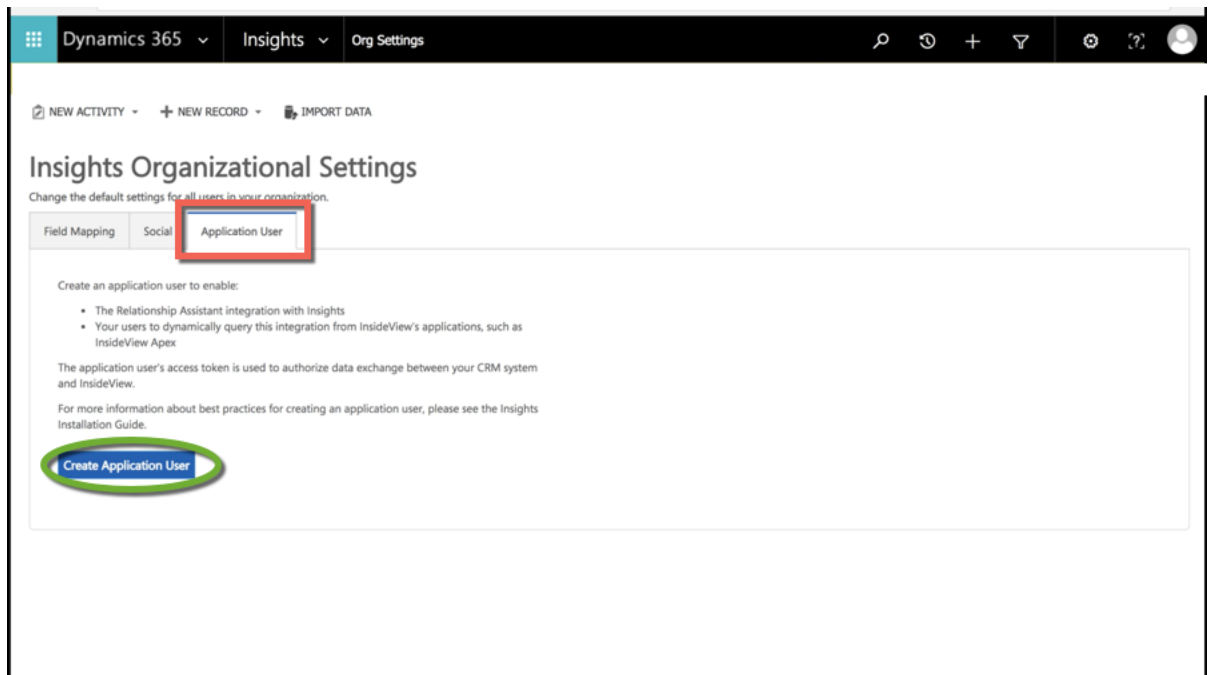 Dynamics 365 Insights Org Settings
NEW ACTIVITY NEW RECORD IMPORT DATA
Insights Organizational Settings
Change the default settings for all users in your organization.
Field Mapping Social Application User
Create an application user to enable:
• The Relationship Assistant integration with Insights
• Your users to dynamically query this integration from InsideView's applications, such as
InsideView Apex
The application user's access token is used to authorize data exchange between your CRM system
and InsideView.
For more information about best practices for creating an application user, please see the Insights
Installation Guide.
Create Application User